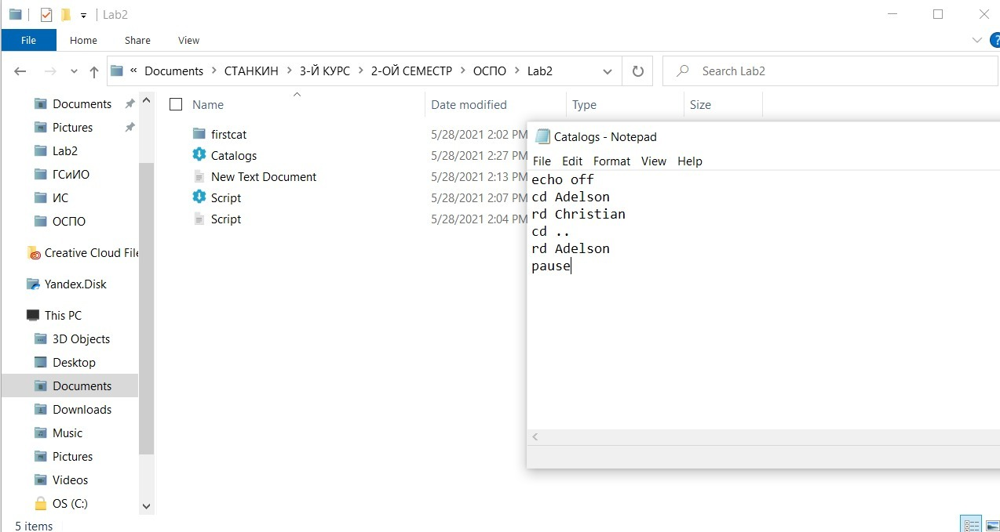 Lab2
File Home Share View
« Documents > СТАНКИН > 3-Й КУРС > 2-ОЙ СЕМЕСТР > ОСПО > Lab2
Search Lab2
Documents
Pictures
Lab2
ГСиИО
ИС
ОСПО
Creative Cloud File
Yandex.Disk
This PC
3D Objects
Desktop
Documents
Downloads
Music
Pictures
Videos
OS (C:)
5 items
Name Date modified Type Size
firstcat 5/28/2021 2:02 PM
Catalogs 5/28/2021 2:27 PM
New Text Document 5/28/2021 2:13 PM
Script 5/28/2021 2:07 PM
Script 5/28/2021 2:04 PM
Catalogs - Notepad
File Edit Format View Help
echo off
cd Adelson
rd Christian
cd ..
rd Adelson
pause